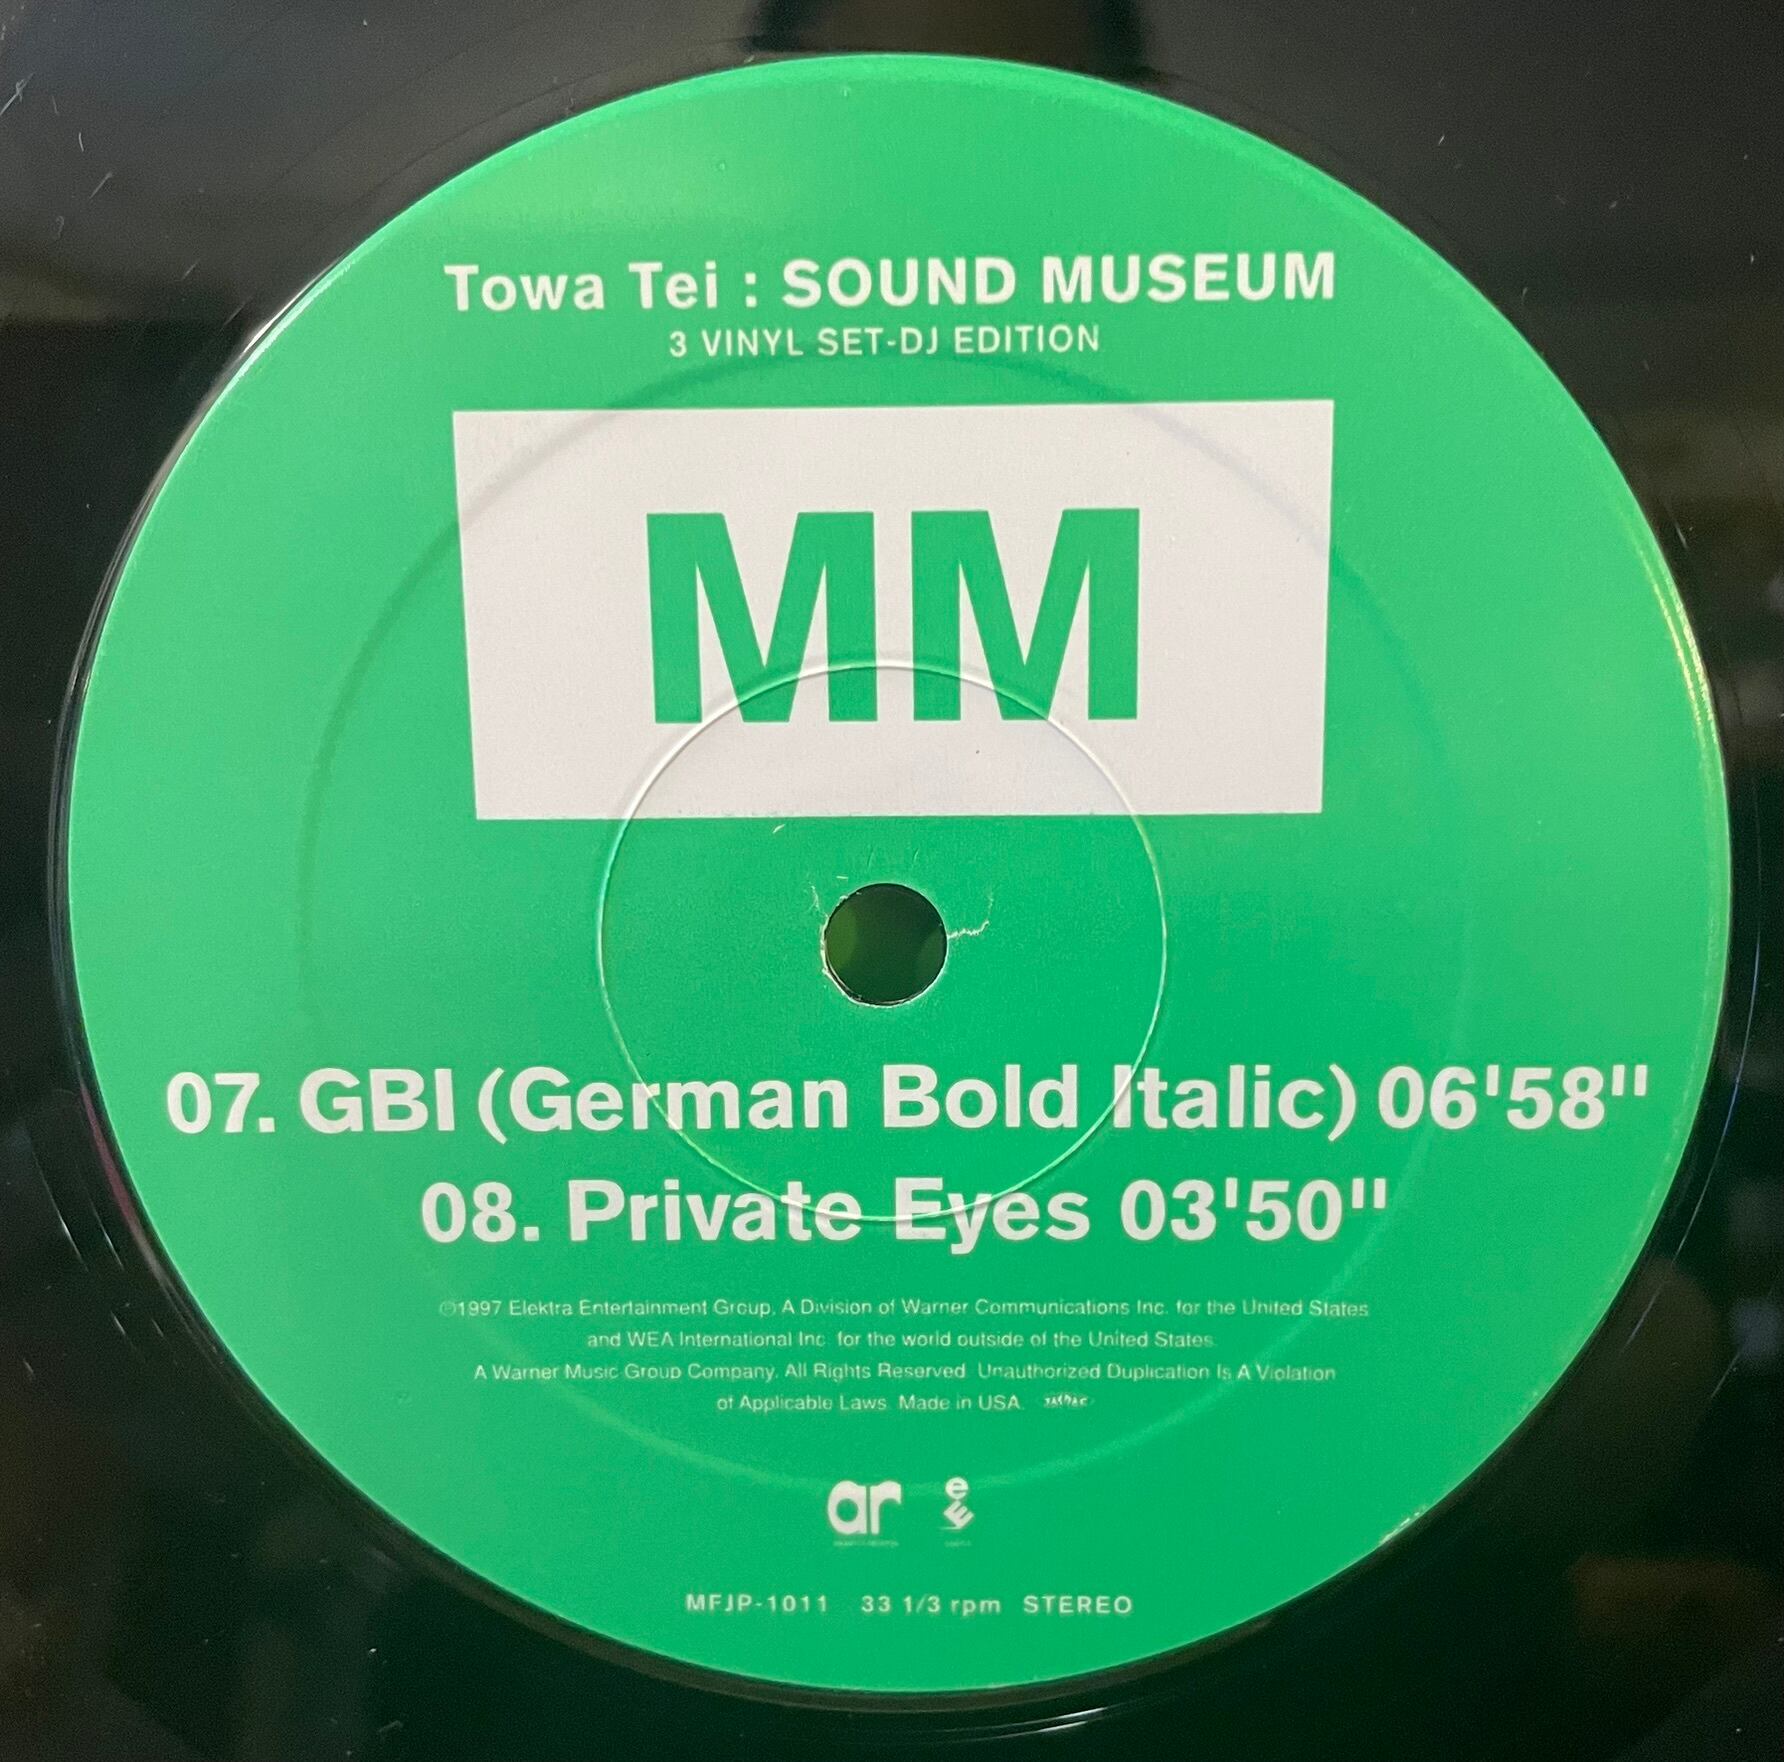 Towa Tei : SOUND MUSEUM
3 VINYL SET-DJ EDITION
MM
07. GBI (German Bold Italic) 06'58"
08. Private Eyes 03'50"
℗1997 Elektra Entertainment Group, A Division of Warner Communications Inc. for the United States
and WEA International Inc. for the world outside of the United States.
A Warner Music Group Company. All Rights Reserved. Unauthorized Duplication Is A Violation
of Applicable Laws. Made in USA.
ar e
MFJP-1011 33 1/3 rpm STEREO